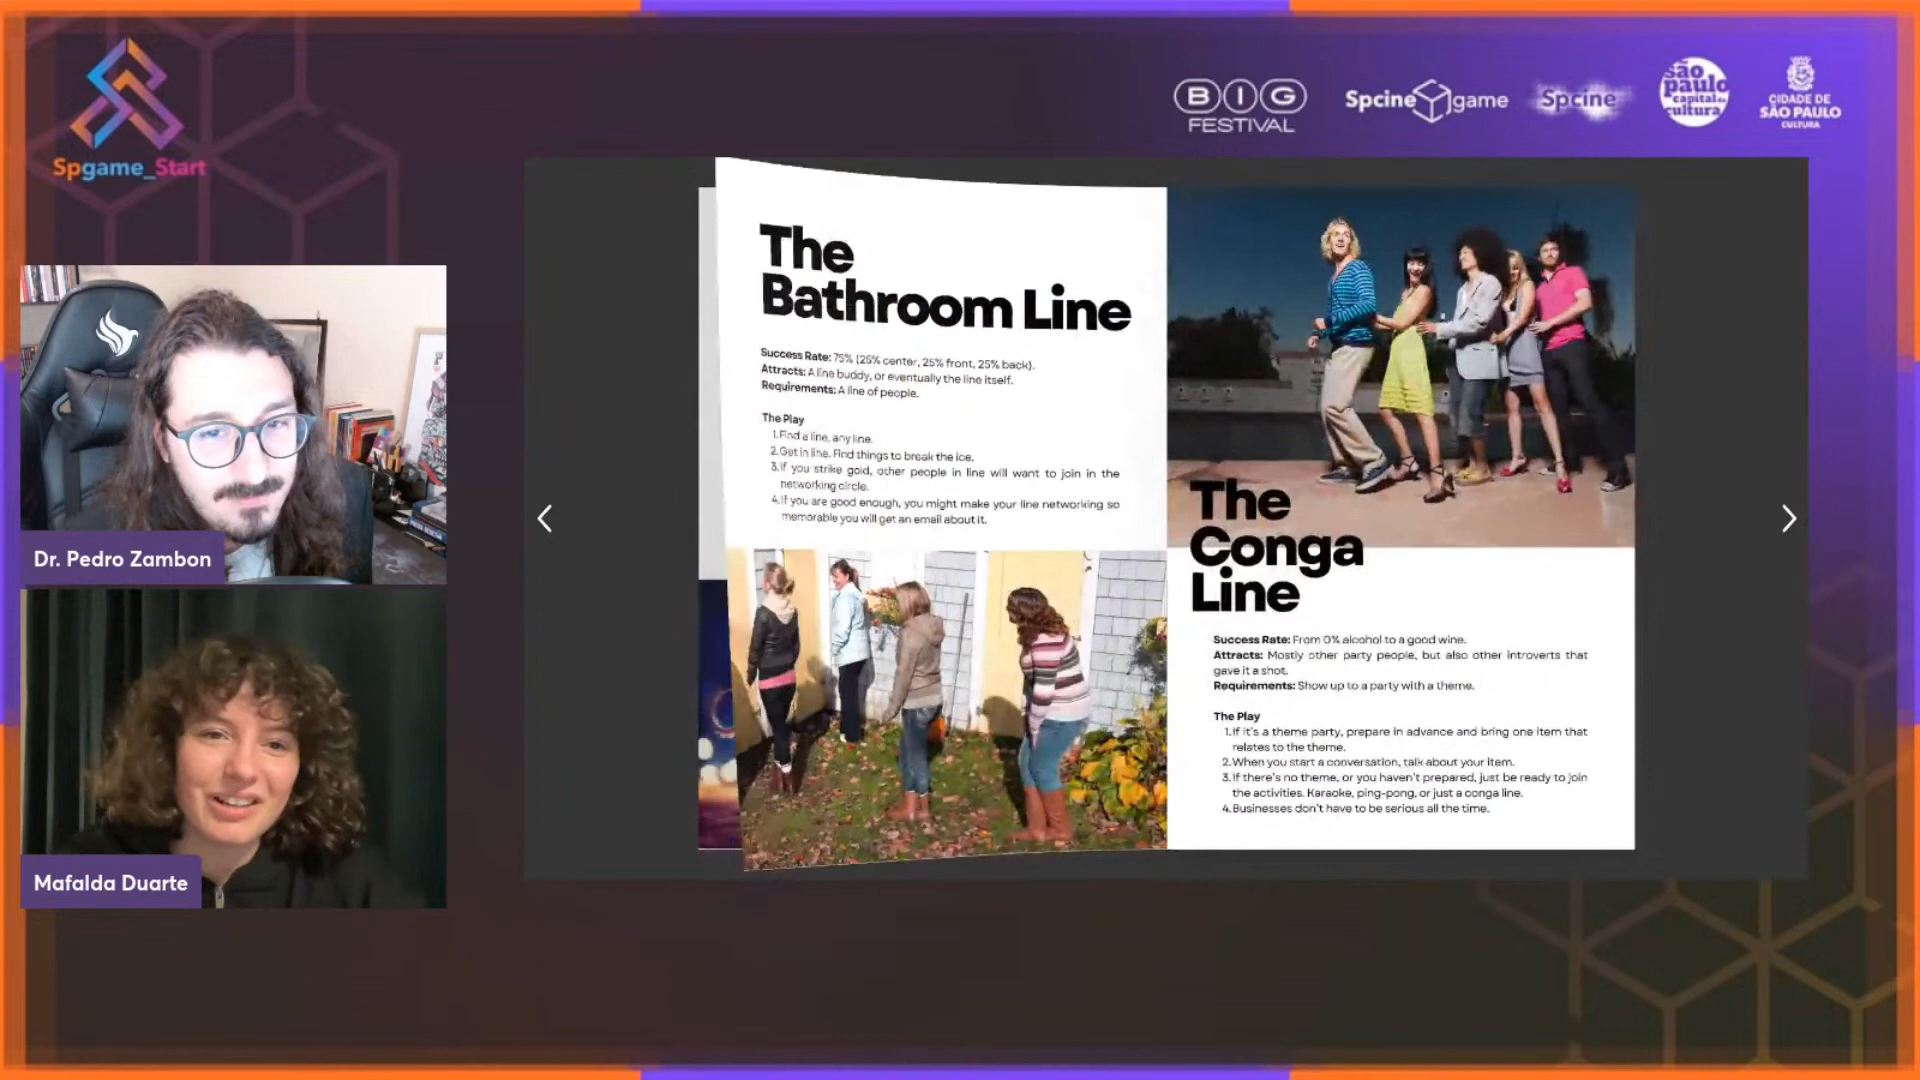 Spgame_Start
BIG
FESTIVAL
Spcine game
Spcine
são
paulo
capital da
cultura
CIDADE DE
SÃO PAULO
CULTURA
Dr. Pedro Zambon
Mafalda Duarte
The
Bathroom Line
Success Rate: 75% (25% center, 25% front, 25% back).
Attracts: A line buddy, or eventually the line itself.
Requirements: A line of people.
The Play
1. Find a line, any line.
2. Get in line. Find things to break the ice.
3. If you strike gold, other people in line will want to join in the
networking circle.
4. If you are good enough, you might make your line networking so
memorable you will get an email about it.
The
Conga
Line
Success Rate: From 0% alcohol to a good wine.
Attracts: Mostly other party people, but also other introverts that
gave it a shot.
Requirements: Show up to a party with a theme.
The Play
1. If it's a theme party, prepare in advance and bring one item that
relates to the theme.
2. When you start a conversation, talk about your item.
3. If there's no theme, or you haven't prepared, just be ready to join
the activities. Karaoke, ping-pong, or just a conga line.
4. Businesses don't have to be serious all the time.